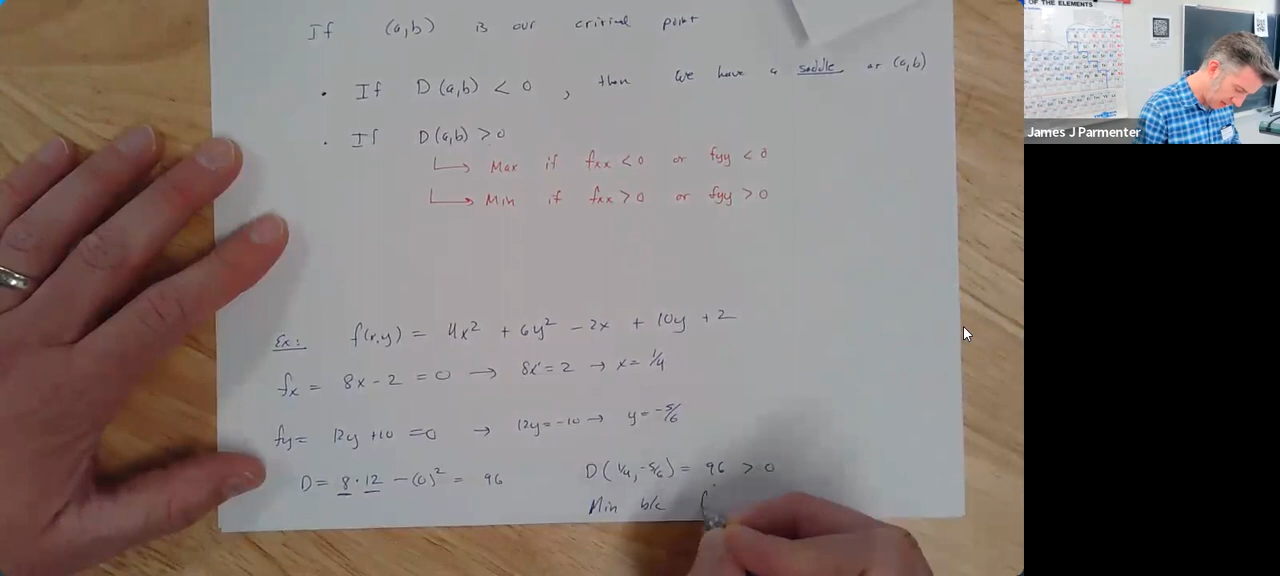 If (a,b) is our critical point
• If D(a,b) < 0, then we have a saddle at (a,b)
• If D(a,b) > 0
↳ Max if fxx < 0 or fyy < 0
↳ Min if fxx > 0 or fyy > 0
Ex: f(x,y) = 4x² + 6y² - 2x + 10y + 2
fx = 8x - 2 = 0 → 8x = 2 → x = 1/4
fy = 12y + 10 = 0 → 12y = -10 → y = -5/6
D = 8 · 12 - (0)² = 96
D(1/4, -5/6) = 96 > 0
Min b/c f
OF THE ELEMENTS
James J Parmenter